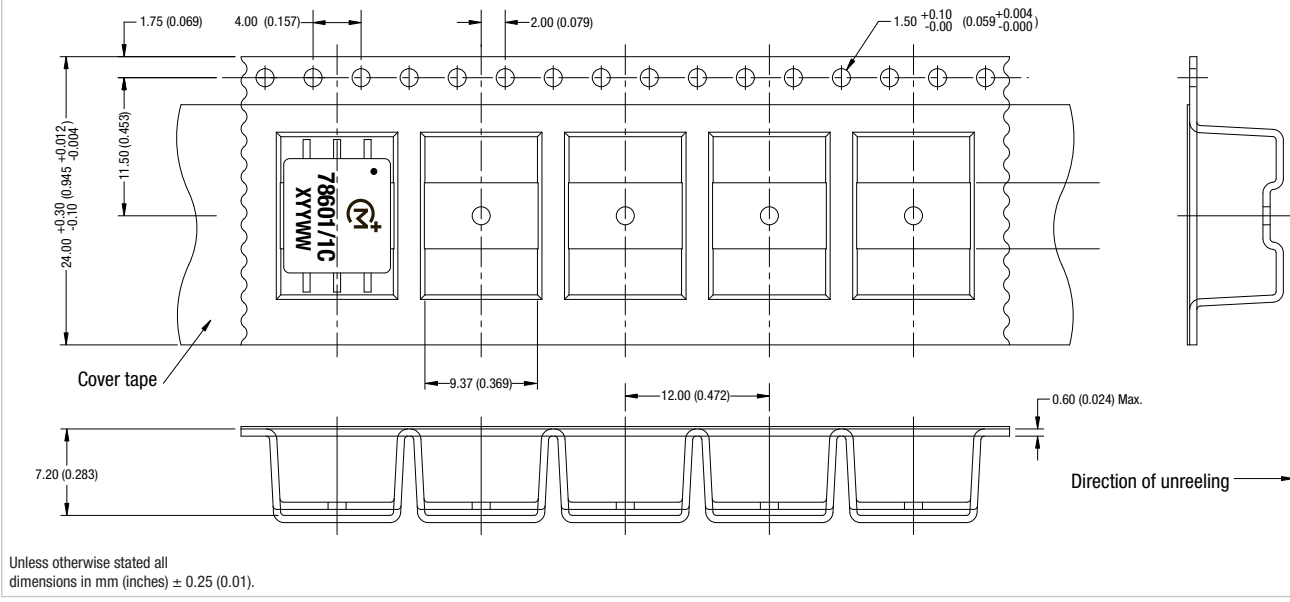 1.75 (0.069)
4.00 (0.157)
2.00 (0.079)
1.50 +0.10 -0.00 (0.059 +0.004 -0.000)
24.00 +0.30 -0.10 (0.945 +0.012 -0.004)
11.50 (0.453)
M+
78601/1C
XYYWW
Cover tape
9.37 (0.369)
12.00 (0.472)
0.60 (0.024) Max.
7.20 (0.283)
Direction of unreeling
Unless otherwise stated all
dimensions in mm (inches) ± 0.25 (0.01).